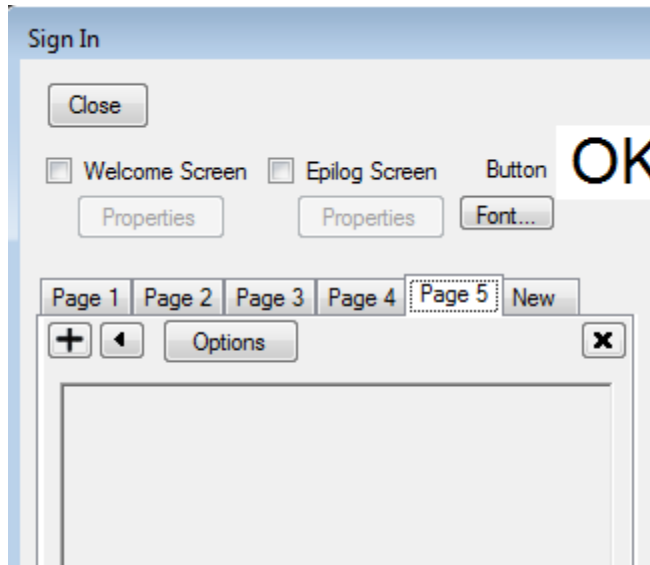 Sign In
Close
Welcome Screen Epilog Screen Button OK
Properties Properties Font...
Page 1 Page 2 Page 3 Page 4 Page 5 New
Options